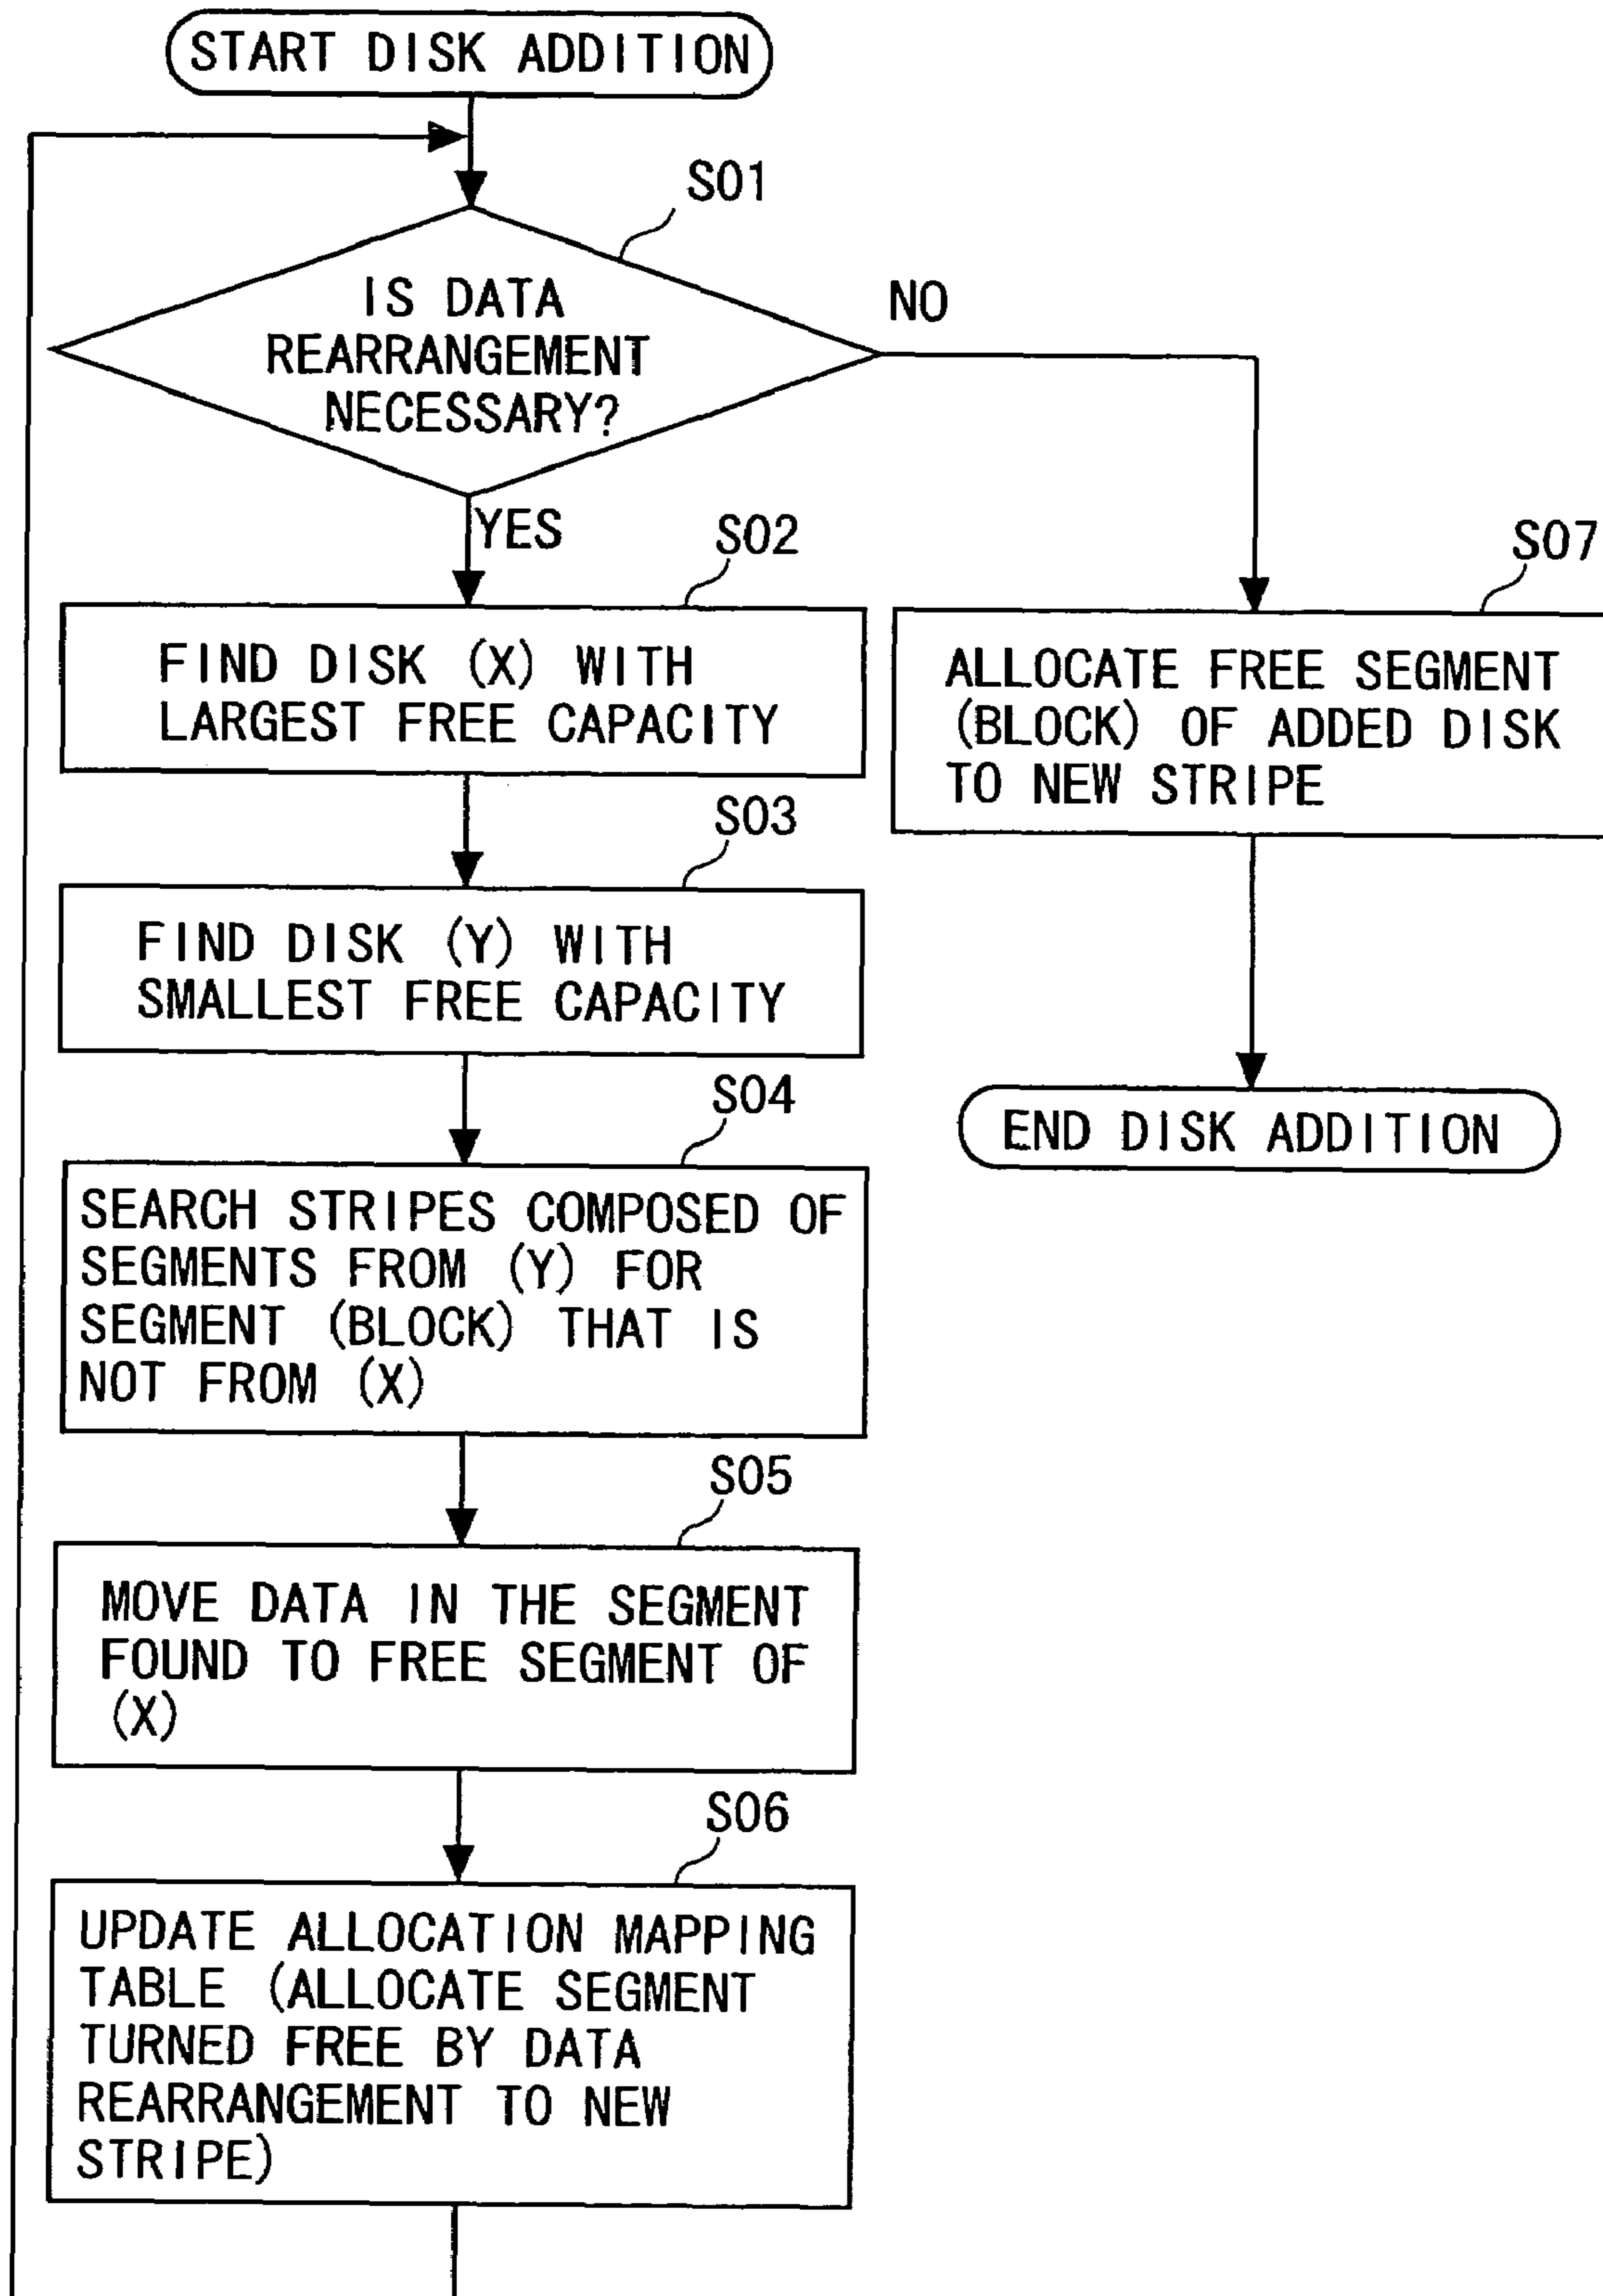 START DISK ADDITION
S01
IS DATA
REARRANGEMENT
NECESSARY?
NO
YES
S02
FIND DISK (X) WITH
LARGEST FREE CAPACITY
S03
FIND DISK (Y) WITH
SMALLEST FREE CAPACITY
S04
SEARCH STRIPES COMPOSED OF
SEGMENTS FROM (Y) FOR
SEGMENT (BLOCK) THAT IS
NOT FROM (X)
S05
MOVE DATA IN THE SEGMENT
FOUND TO FREE SEGMENT OF
(X)
S06
UPDATE ALLOCATION MAPPING
TABLE (ALLOCATE SEGMENT
TURNED FREE BY DATA
REARRANGEMENT TO NEW
STRIPE)
S07
ALLOCATE FREE SEGMENT
(BLOCK) OF ADDED DISK
TO NEW STRIPE
END DISK ADDITION